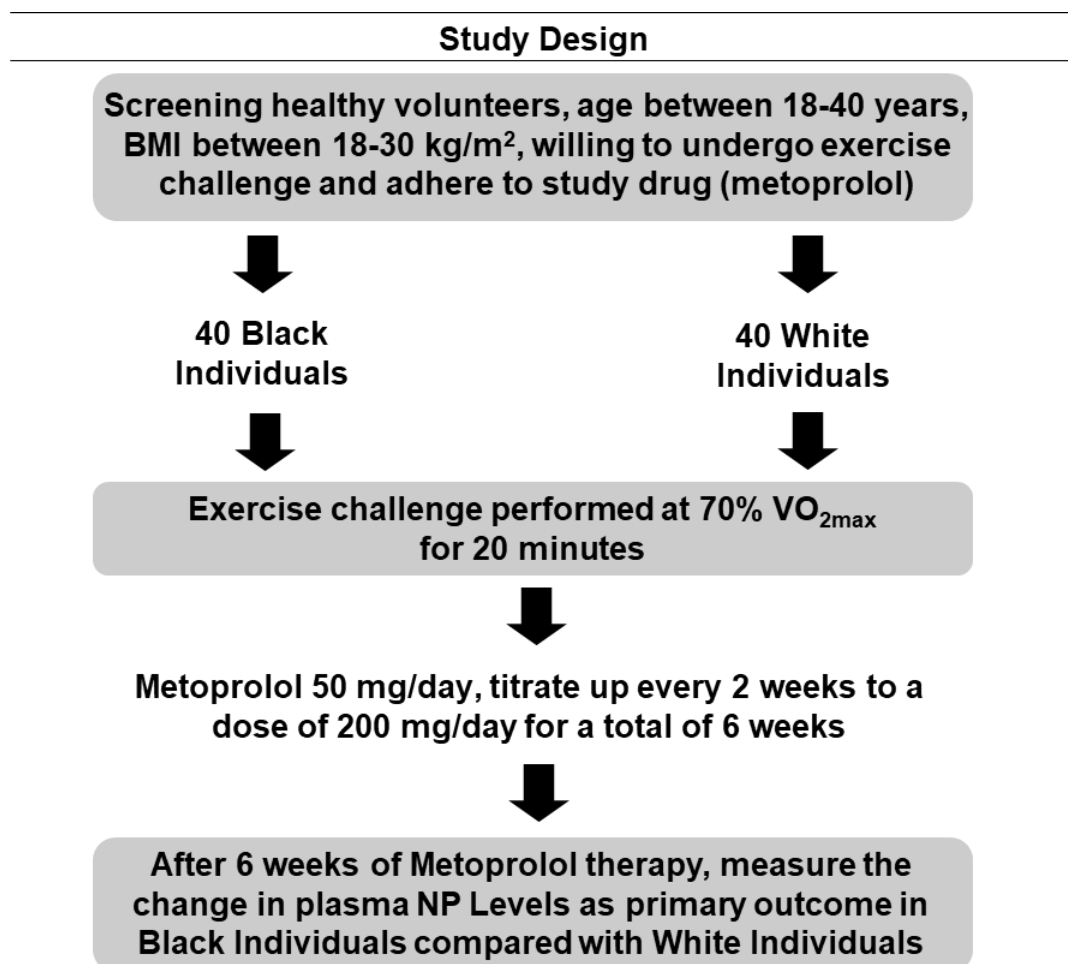 Study Design
Screening healthy volunteers, age between 18-40 years,
BMI between 18-30 kg/m², willing to undergo exercise
challenge and adhere to study drug (metoprolol)
40 Black
Individuals
40 White
Individuals
Exercise challenge performed at 70% VO₂max
for 20 minutes
Metoprolol 50 mg/day, titrate up every 2 weeks to a
dose of 200 mg/day for a total of 6 weeks
After 6 weeks of Metoprolol therapy, measure the
change in plasma NP Levels as primary outcome in
Black Individuals compared with White Individuals